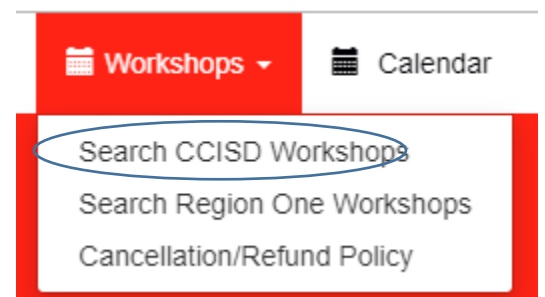 Workshops Calendar
Search CCISD Workshops
Search Region One Workshops
Cancellation/Refund Policy